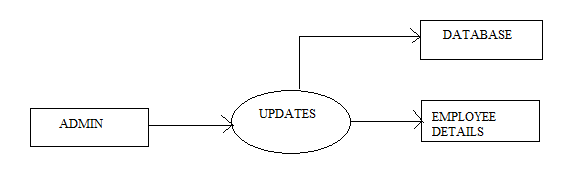 DATABASE
UPDATES
ADMIN
EMPLOYEE
DETAILS